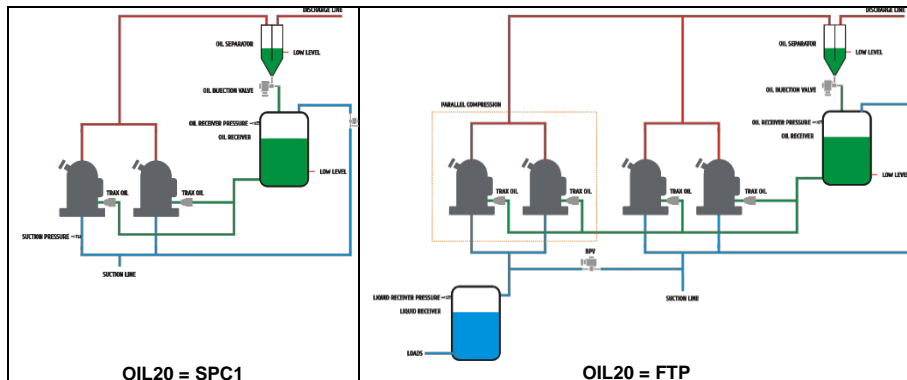 DISCHARGE LINE
OIL SEPARATOR
LOW LEVEL
OIL INJECTION VALVE
OIL RECEIVER PRESSURE
OIL RECEIVER
LOW LEVEL
TRAX OIL
TRAX OIL
SUCTION PRESSURE
SUCTION LINE
OIL20 = SPC1
DISCHARGE LINE
OIL SEPARATOR
LOW LEVEL
OIL INJECTION VALVE
PARALLEL COMPRESSION
OIL RECEIVER PRESSURE
OIL RECEIVER
LOW LEVEL
TRAX OIL
TRAX OIL
TRAX OIL
TRAX OIL
LIQUID RECEIVER PRESSURE
LIQUID RECEIVER
SUCTION LINE
LOADS
OIL20 = FTP